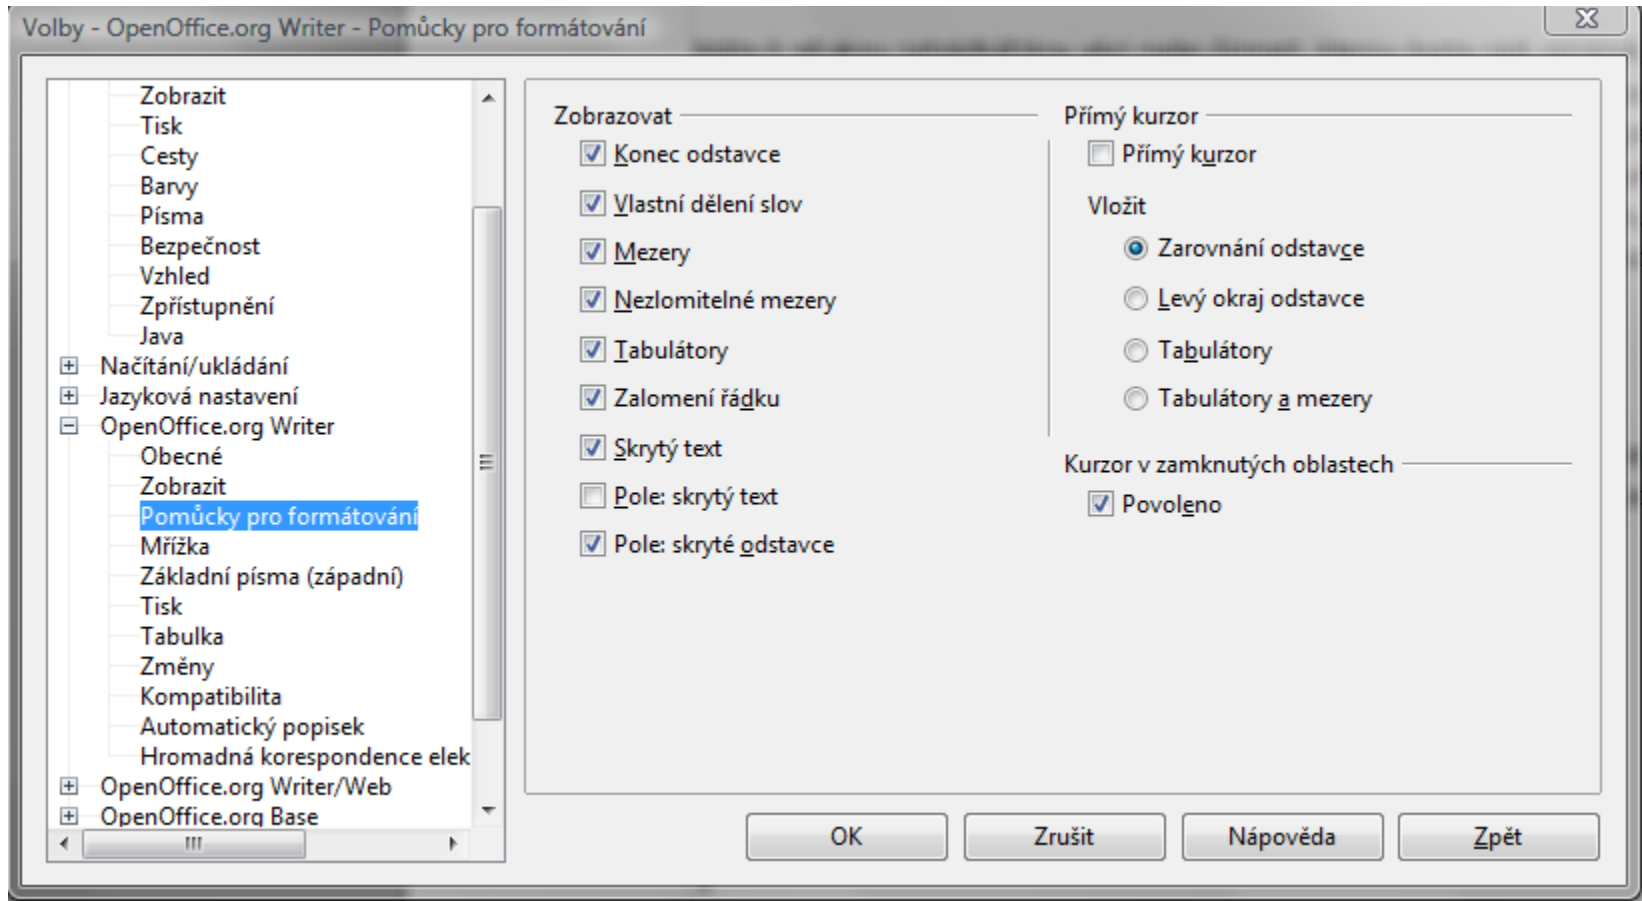 Volby - OpenOffice.org Writer - Pomůcky pro formátování
Zobrazit
Tisk
Cesty
Barvy
Písma
Bezpečnost
Vzhled
Zpřístupnění
Java
Načítání/ukládání
Jazyková nastavení
OpenOffice.org Writer
Obecné
Zobrazit
Pomůcky pro formátování
Mřížka
Základní písma (západní)
Tisk
Tabulka
Změny
Kompatibilita
Automatický popisek
Hromadná korespondence elek
OpenOffice.org Writer/Web
OpenOffice.org Base
Zobrazovat
Konec odstavce
Vlastní dělení slov
Mezery
Nezlomitelné mezery
Tabulátory
Zalomení řádku
Skrytý text
Pole: skrytý text
Pole: skryté odstavce
Přímý kurzor
Přímý kurzor
Vložit
Zarovnání odstavce
Levý okraj odstavce
Tabulátory
Tabulátory a mezery
Kurzor v zamknutých oblastech
Povoleno
OK
Zrušit
Nápověda
Zpět